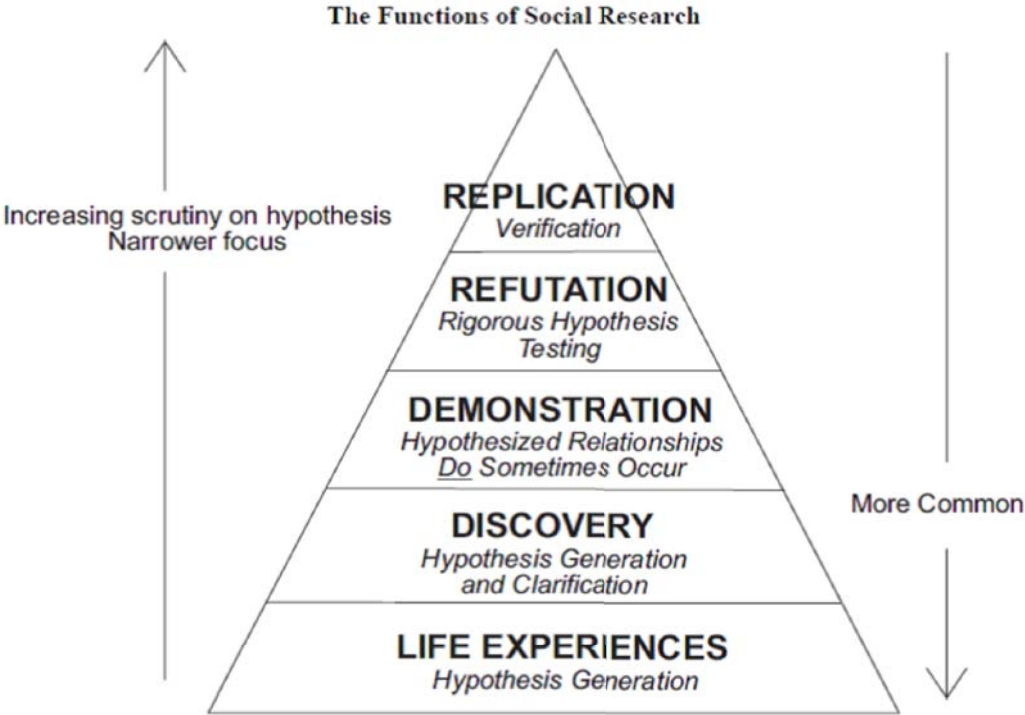 The Functions of Social Research
Increasing scrutiny on hypothesis
Narrower focus
REPLICATION
Verification
REFUTATION
Rigorous Hypothesis
Testing
DEMONSTRATION
Hypothesized Relationships
Do Sometimes Occur
More Common
DISCOVERY
Hypothesis Generation
and Clarification
LIFE EXPERIENCES
Hypothesis Generation